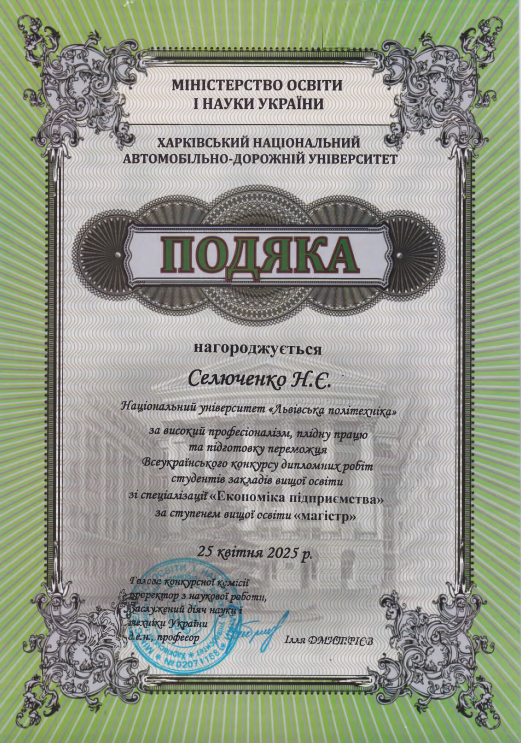 МІНІСТЕРСТВО ОСВІТИ
І НАУКИ УКРАЇНИ
ХАРКІВСЬКИЙ НАЦІОНАЛЬНИЙ
АВТОМОБІЛЬНО-ДОРОЖНІЙ УНІВЕРСИТЕТ
ПОДЯКА
нагороджується
Селюченко Н.Є.
Національний університет «Львівська політехніка»
за високий професіоналізм, плідну працю
та підготовку переможця
Всеукраїнського конкурсу дипломних робіт
студентів закладів вищої освіти
зі спеціалізації «Економіка підприємства»
за ступенем вищої освіти «магістр»
25 квітня 2025 р.
Голова конкурсної комісії
проректор з наукової роботи,
Заслужений діяч науки і
техніки України
д.е.н., професор
Ілля ДМИТРІЄВ